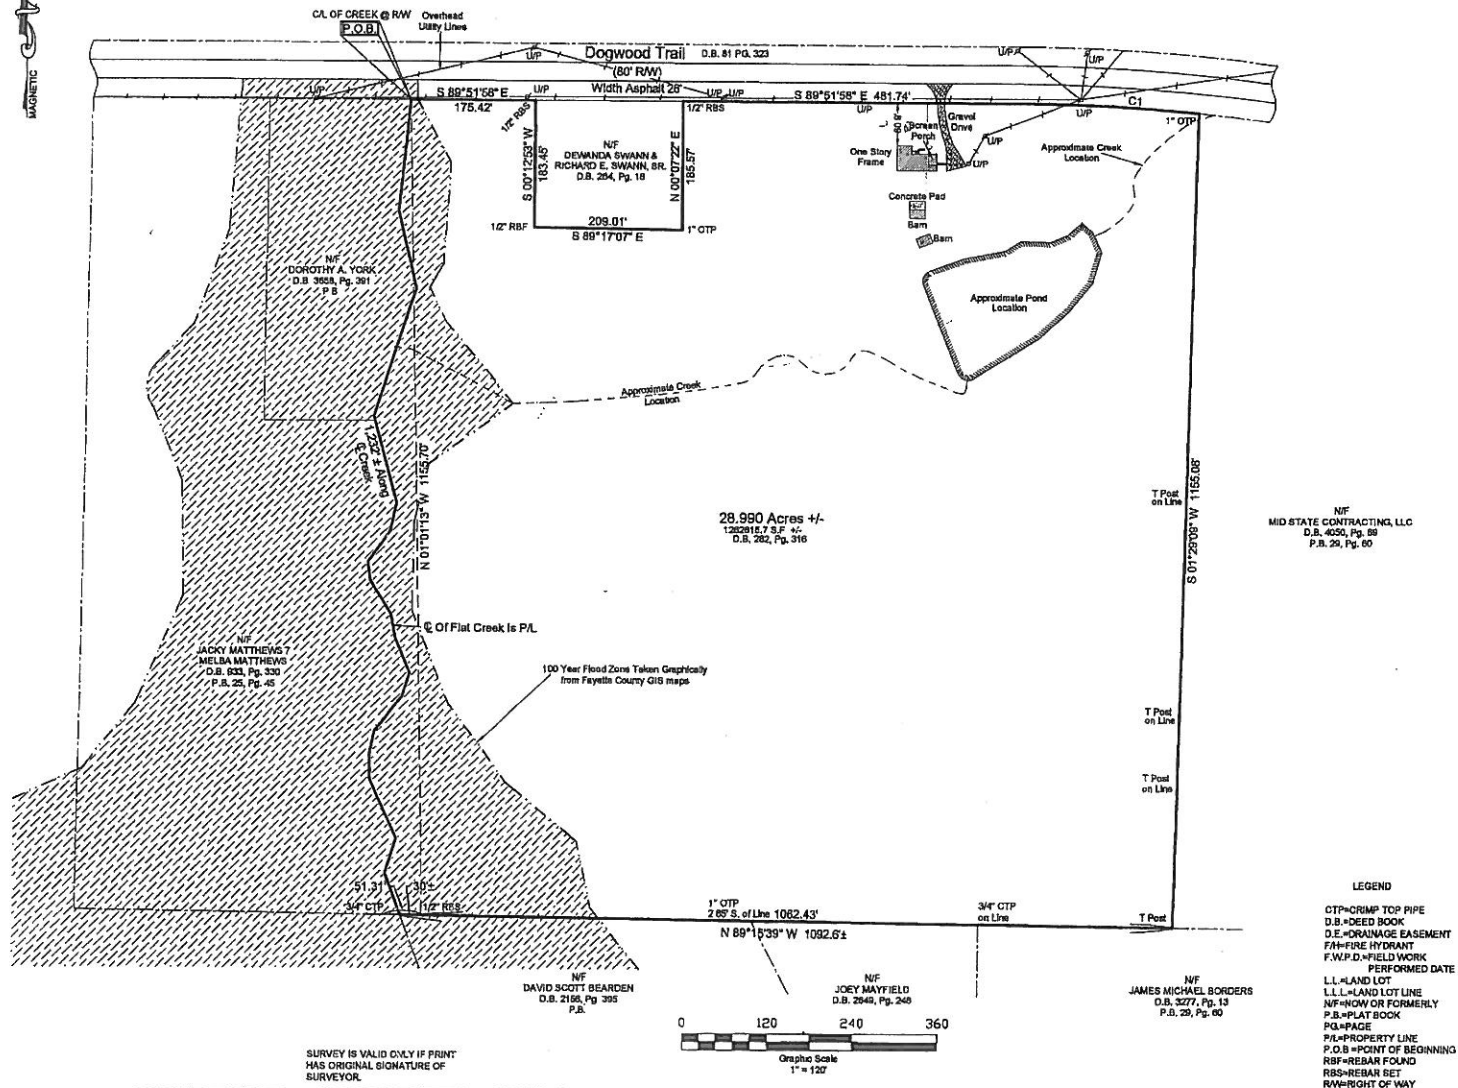 MAGNETIC
C/L OF CREEK @ R/W
P.O.B.
Overhead
Utility Lines
Dogwood Trail
D.B. 81 PG. 323
(80' R/W)
Width Asphalt 26'
U/P
U/P
U/P
U/P
U/P
U/P
U/P
U/P
U/P
U/P
U/P
U/P
S 89°51'58" E
175.42'
S 89°51'58" E 481.74'
C1
1" OTP
1/2" RBS
1/2" RBS
S 00°12'53" W
183.45'
N/F
DEWANDA SWANN &
RICHARD E. SWANN, SR.
D.B. 264, Pg. 18
N 00°07'22" E
185.57'
1/2" RBF
209.01'
S 89°17'07" E
1" OTP
Screen
Porch
Gravel
Drive
One Story
Frame
Concrete Pad
Barn
Barn
Approximate Creek
Location
Approximate Pond
Location
N/F
DOROTHY A. YORK
D.B. 3658, Pg. 391
P B
Approximate Creek
Location
1,232' ± Along
℄ Creek
N 01°01'13" W 1155.70'
28.990 Acres +/-
1262815.7 S.F. +/-
D.B. 282, Pg. 316
T Post
on Line
S 01°29'09" W 1155.08'
N/F
MID STATE CONTRACTING, LLC
D.B. 4050, Pg. 89
P.B. 29, Pg. 60
℄ Of Flat Creek Is P/L
N/F
JACKY MATTHEWS 7
MELBA MATTHEWS
D.B. 933, Pg. 330
P.B. 25, Pg. 45
100 Year Flood Zone Taken Graphically
from Fayette County GIS maps
T Post
on Line
T Post
on Line
51.31'
30'±
3/4" CTP
1/2" RBS
1" OTP
2.65' S. of Line 1062.43'
3/4" CTP
on Line
T Post
N 89°15'39" W 1092.6'±
N/F
DAVID SCOTT BEARDEN
D.B. 2156, Pg 395
P.B.
N/F
JOEY MAYFIELD
D.B. 2849, Pg. 246
N/F
JAMES MICHAEL BORDERS
D.B. 3277, Pg. 13
P.B. 29, Pg. 60
0 120 240 360
Graphic Scale
1" = 120'
SURVEY IS VALID ONLY IF PRINT
HAS ORIGINAL SIGNATURE OF
SURVEYOR.
LEGEND
CTP=CRIMP TOP PIPE
D.B.=DEED BOOK
D.E.=DRAINAGE EASEMENT
F/H=FIRE HYDRANT
F.W.P.D.=FIELD WORK
PERFORMED DATE
L.L.=LAND LOT
L.L.L.=LAND LOT LINE
N/F=NOW OR FORMERLY
P.B.=PLAT BOOK
PG.=PAGE
P/L=PROPERTY LINE
P.O.B.=POINT OF BEGINNING
RBF=REBAR FOUND
RBS=REBAR SET
R/W=RIGHT OF WAY